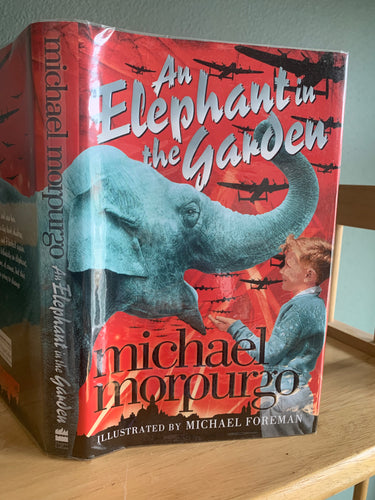 An
Elephant in
the Garden
michael
morpurgo
ILLUSTRATED BY MICHAEL FOREMAN
michael morpurgo An Elephant in the Garden